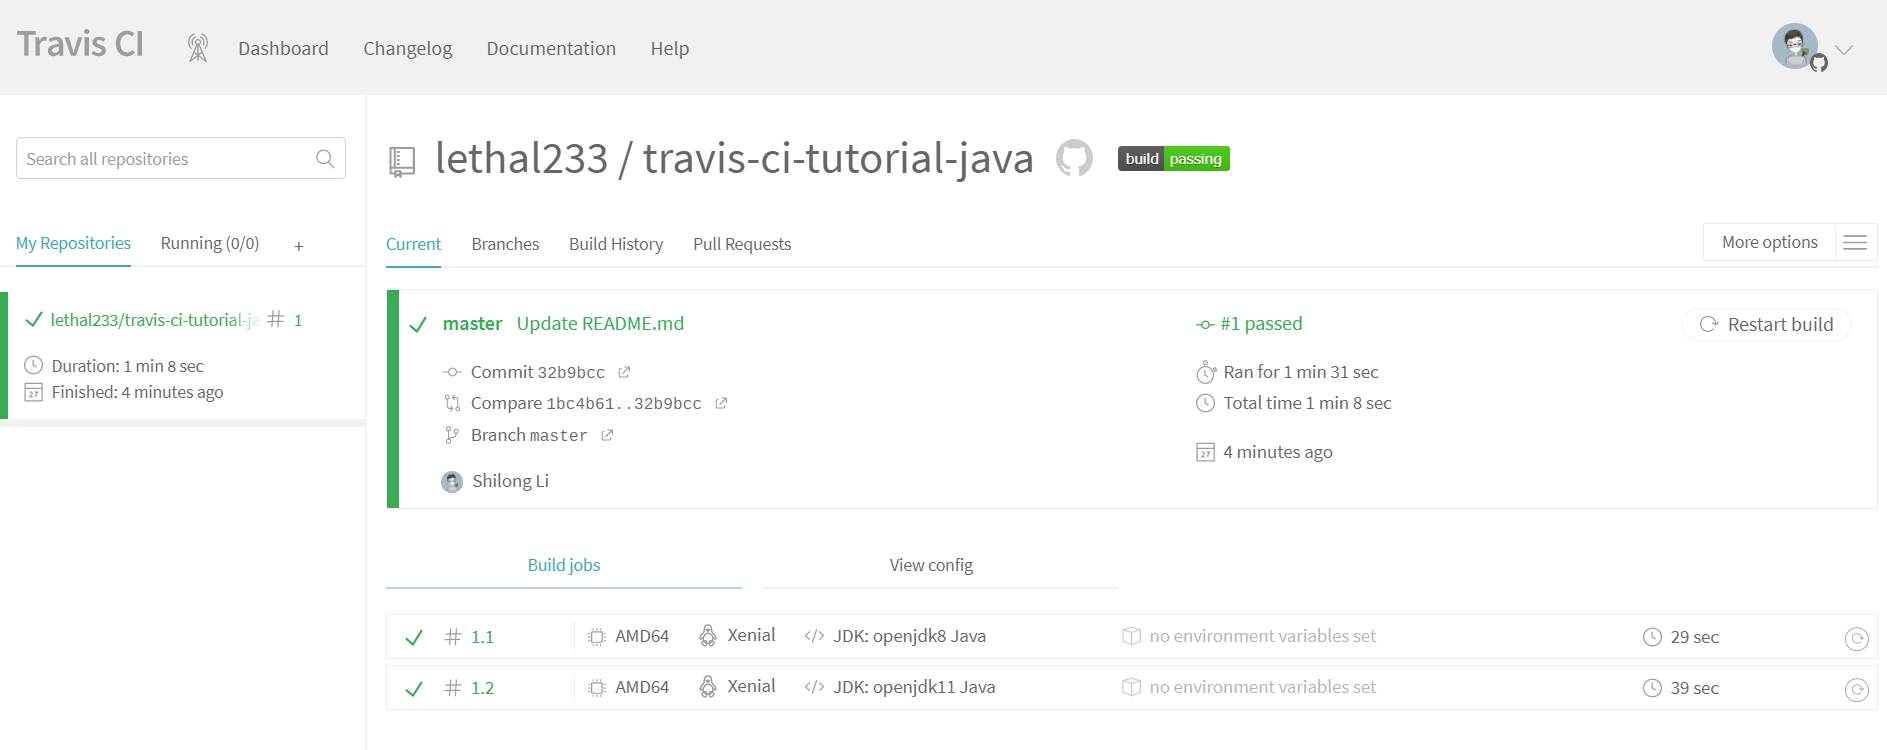 Travis CI Dashboard Changelog Documentation Help
Search all repositories
lethal233 / travis-ci-tutorial-java build passing
My Repositories Running (0/0) +
Current Branches Build History Pull Requests More options
lethal233/travis-ci-tutorial-ja # 1
Duration: 1 min 8 sec
Finished: 4 minutes ago
master Update README.md #1 passed Restart build
Commit 32b9bcc Ran for 1 min 31 sec
Compare 1bc4b61..32b9bcc Total time 1 min 8 sec
Branch master
4 minutes ago
Shilong Li
Build jobs View config
# 1.1 AMD64 Xenial </> JDK: openjdk8 Java no environment variables set 29 sec
# 1.2 AMD64 Xenial </> JDK: openjdk11 Java no environment variables set 39 sec